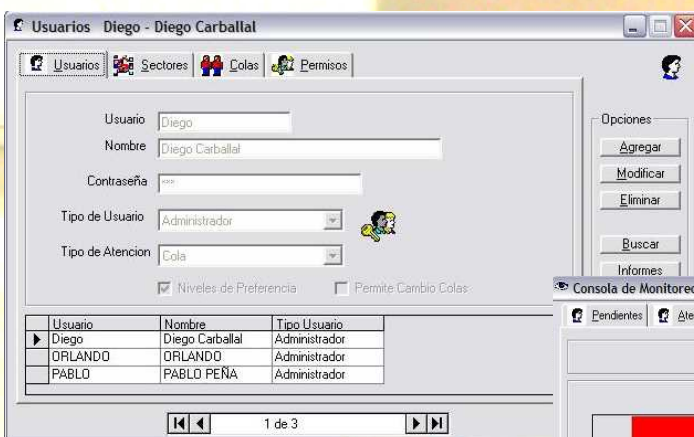 Usuarios Diego - Diego Carballal
Usuarios Sectores Colas Permisos
Usuario Diego
Nombre Diego Carballal
Contraseña ***
Tipo de Usuario Administrador
Tipo de Atencion Cola
Niveles de Preferencia Permite Cambio Colas
Opciones
Agregar
Modificar
Eliminar
Buscar
Informes
Usuario Nombre Tipo Usuario
Diego Diego Carballal Administrador
ORLANDO ORLANDO Administrador
PABLO PABLO PEÑA Administrador
1 de 3
Consola de Monitoreo
Pendientes Ate